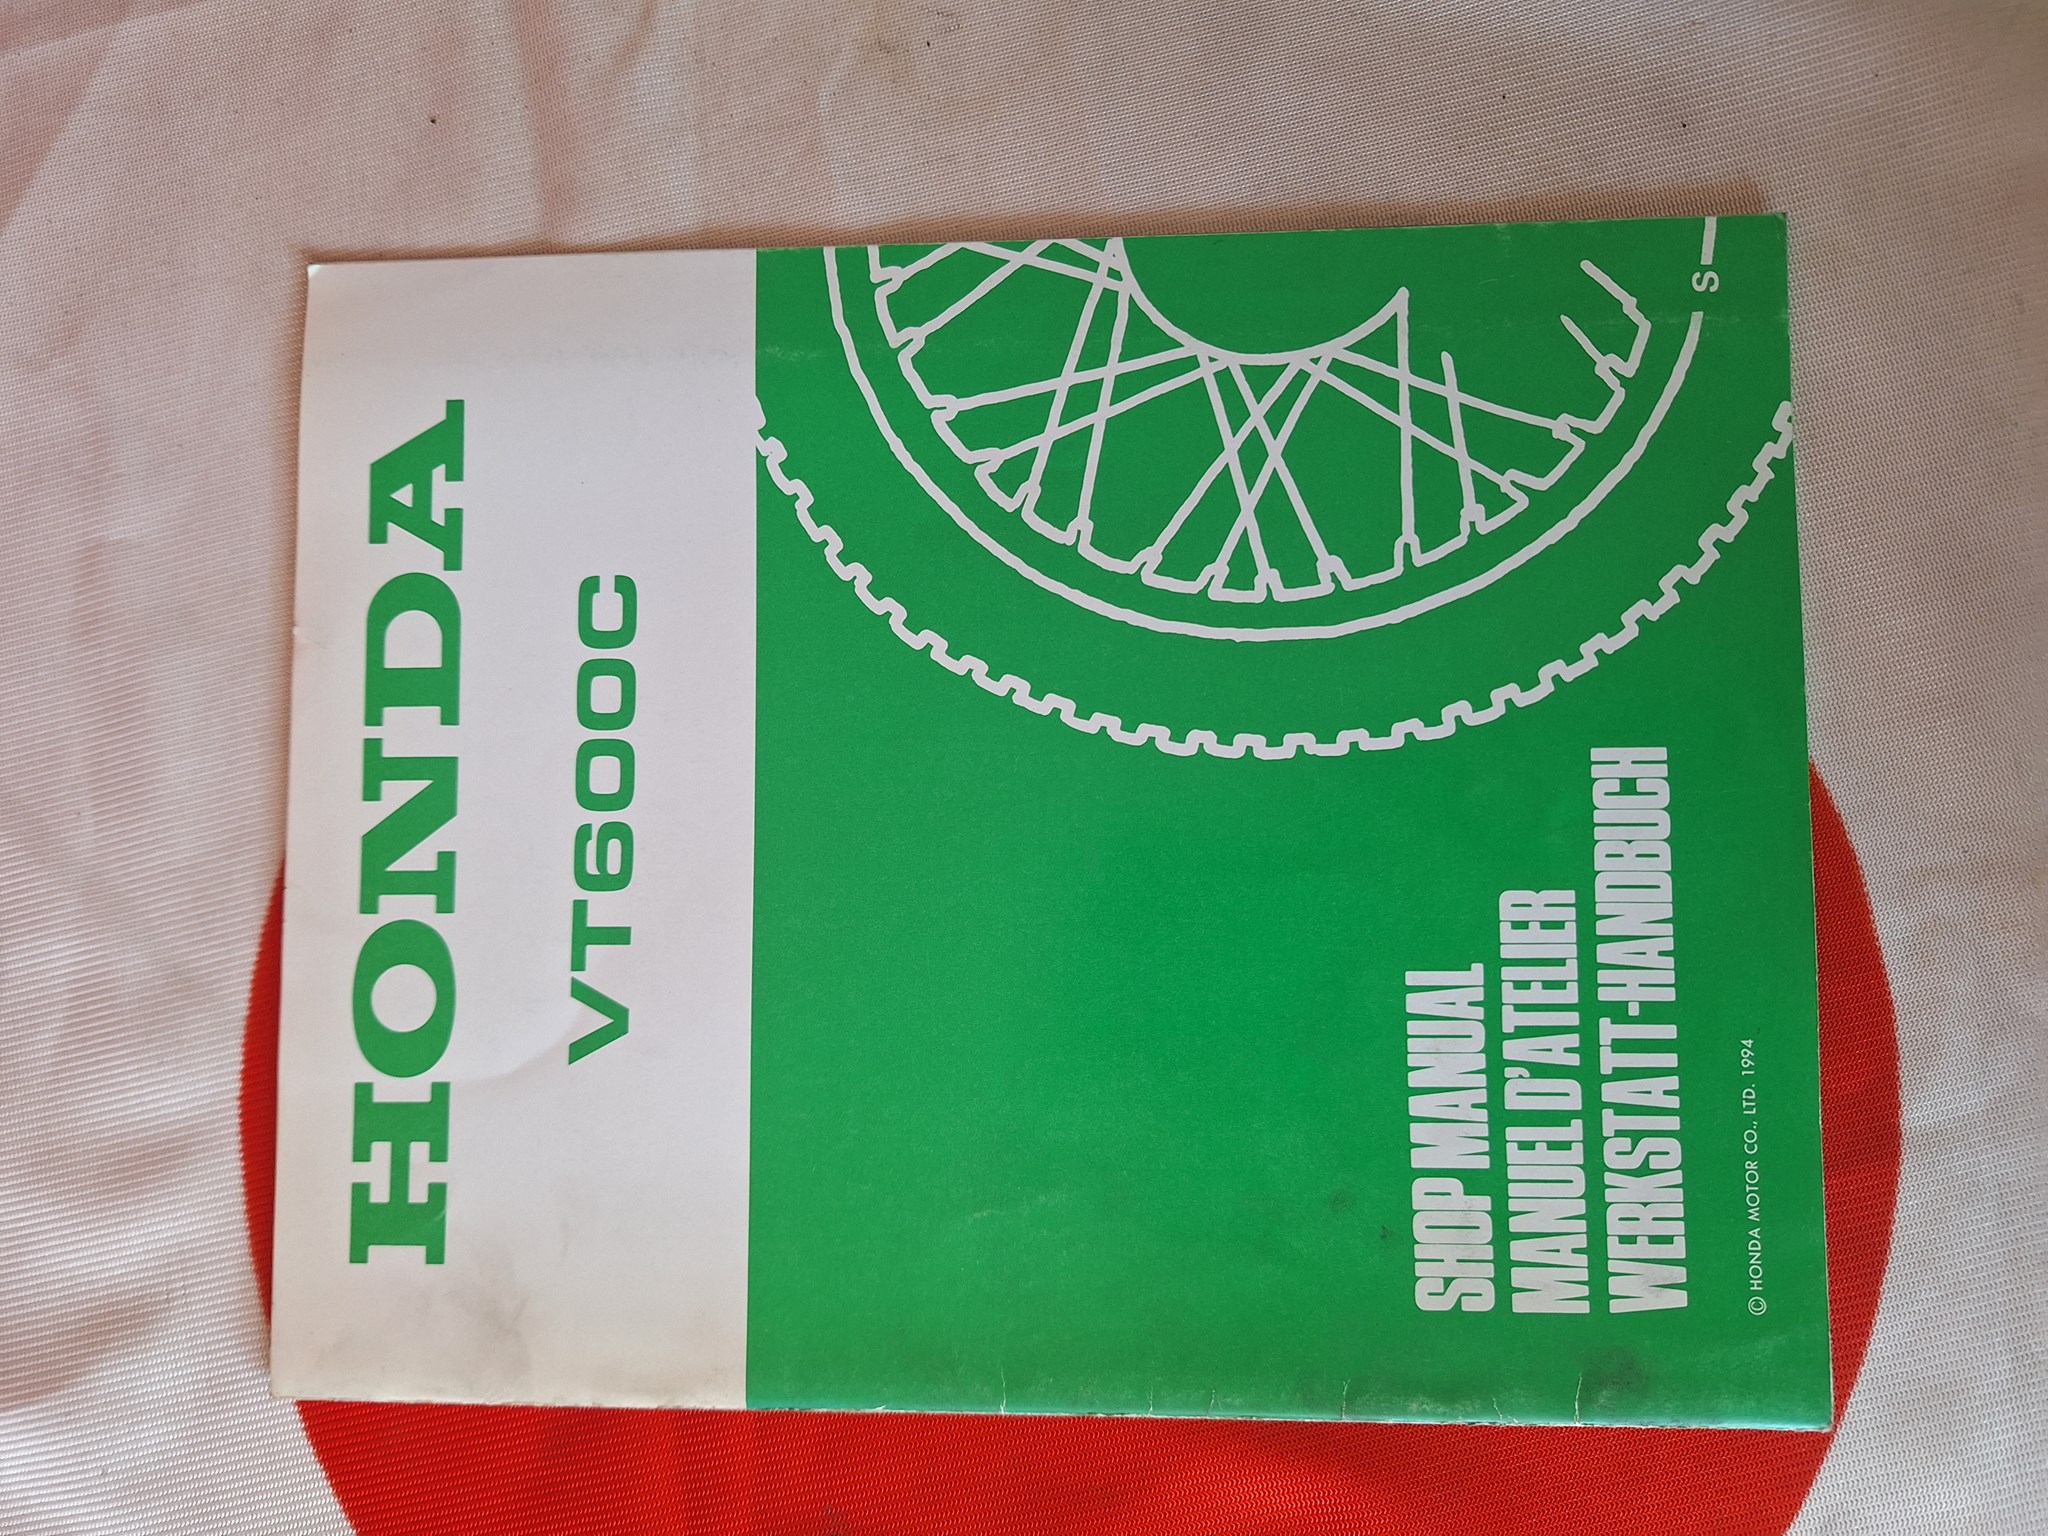 HONDA
VT600C
S
SHOP MANUAL
MANUEL D'ATELIER
WERKSTATT-HANDBUCH
© HONDA MOTOR CO., LTD. 1994